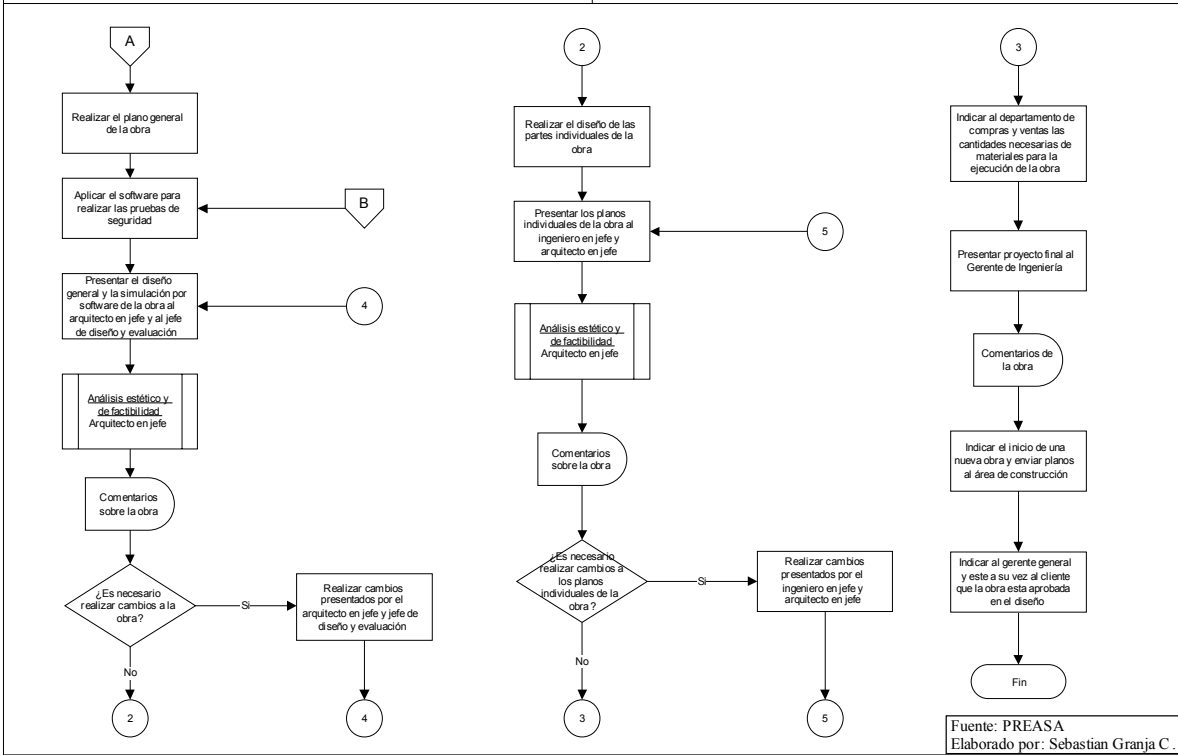 A
Realizar el plano general
de la obra
Aplicar el software para
realizar las pruebas de
seguridad
B
Presentar el diseño
general y la simulación por
software de la obra al
arquitecto en jefe y al jefe
de diseño y evaluación
4
Análisis estético y
de factibilidad
Arquitecto en jefe
Comentarios
sobre la obra
¿Es necesario
realizar cambios a la
obra?
Si
Realizar cambios
presentados por el
arquitecto en jefe y jefe de
diseño y evaluación
No
2
4
2
Realizar el diseño de las
partes individuales de la
obra
Presentar los planos
individuales de la obra al
ingeniero en jefe y
arquitecto en jefe
5
Análisis estético y
de factibilidad
Arquitecto en jefe
Comentarios
sobre la obra
¿Es necesario
realizar cambios a
los planos
individuales de la
obra?
Si
Realizar cambios
presentados por el
ingeniero en jefe y
arquitecto en jefe
No
3
5
3
Indicar al departamento de
compras y ventas las
cantidades necesarias de
materiales para la
ejecución de la obra
Presentar proyecto final al
Gerente de Ingeniería
Comentarios de
la obra
Indicar el inicio de una
nueva obra y enviar planos
al área de construcción
Indicar al gerente general
y este a su vez al cliente
que la obra esta aprobada
en el diseño
Fin
Fuente: PREASA
Elaborado por: Sebastian Granja C.